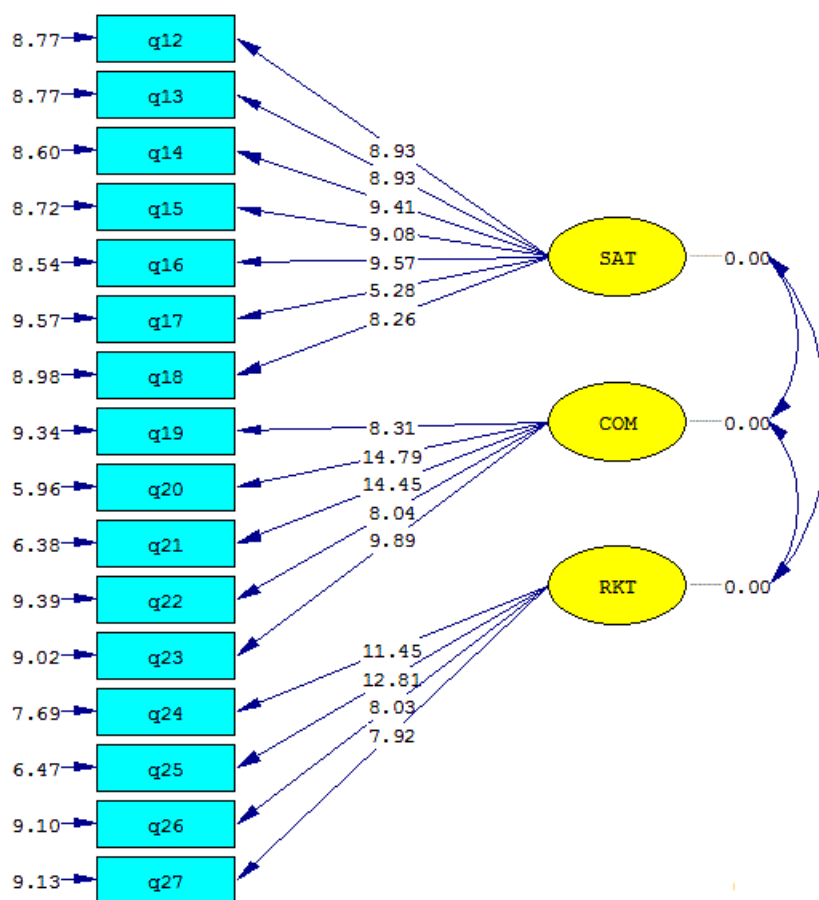 8.77 q12
8.77 q13
8.60 q14
8.72 q15
8.54 q16
9.57 q17
8.98 q18
9.34 q19
5.96 q20
6.38 q21
9.39 q22
9.02 q23
7.69 q24
6.47 q25
9.10 q26
9.13 q27
8.93
8.93
9.41
9.08
9.57
5.28
8.26
8.31
14.79
14.45
8.04
9.89
11.45
12.81
8.03
7.92
SAT 0.00
COM 0.00
RKT 0.00